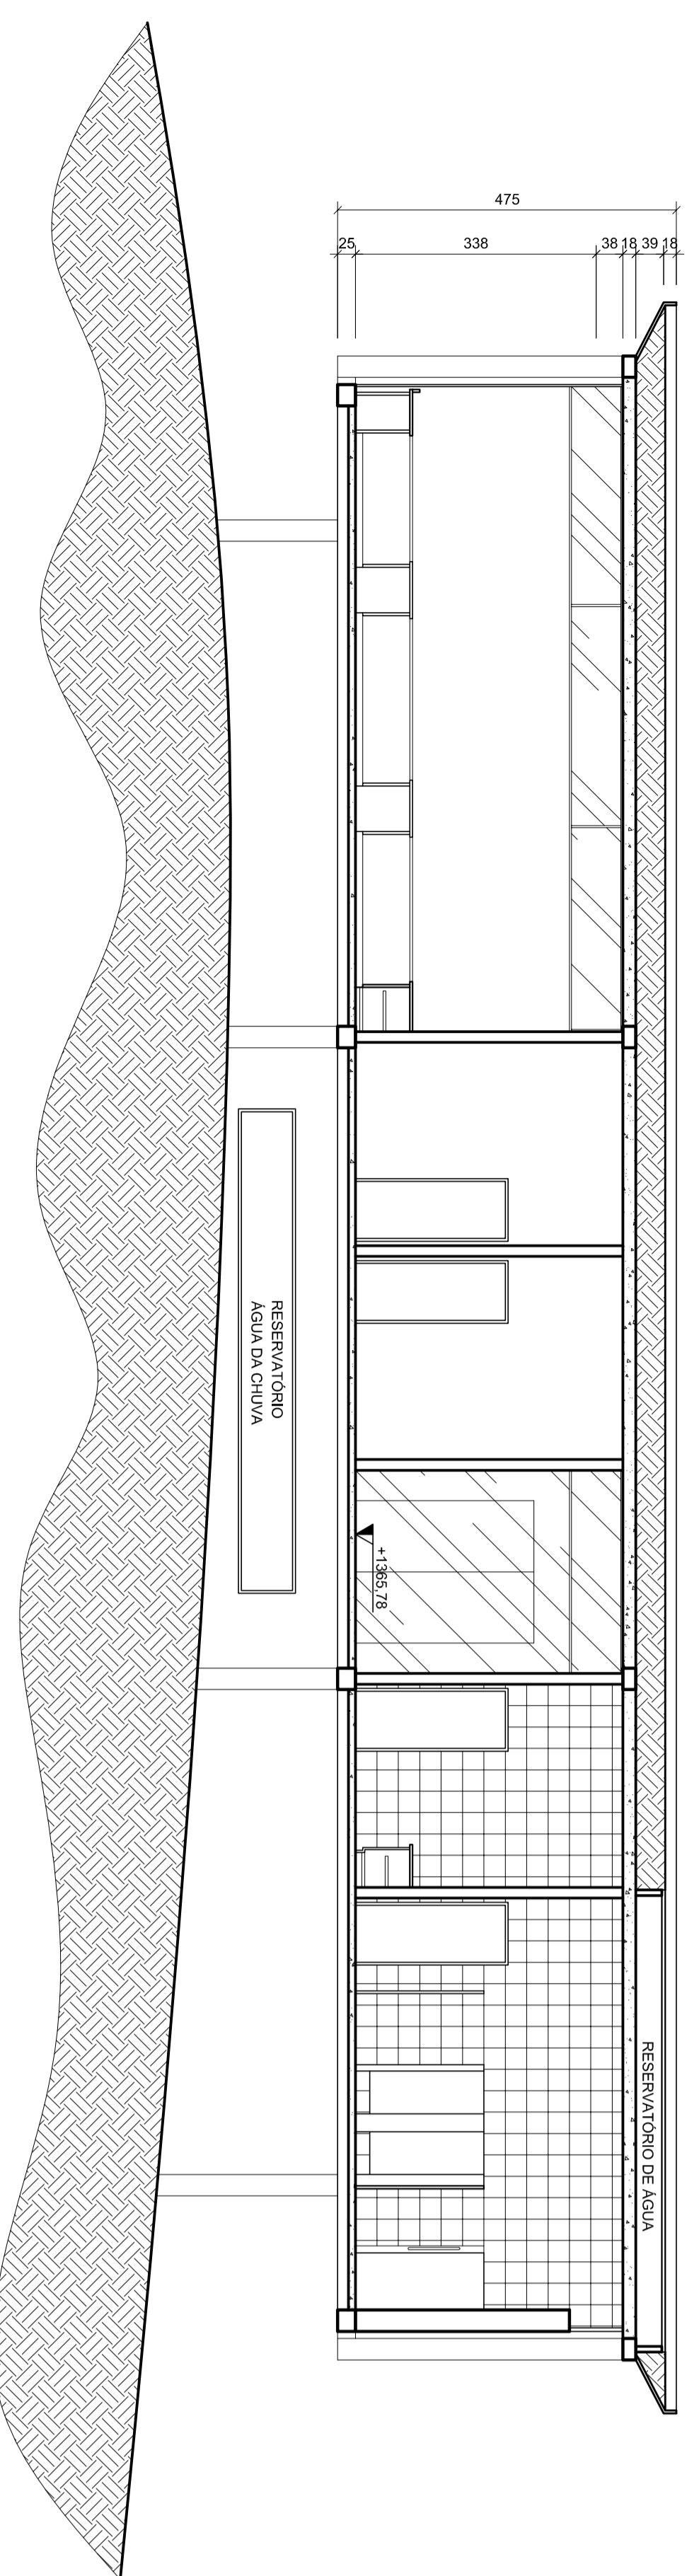 475
25 338 38 18 39 18
RESERVATÓRIO
ÁGUA DA CHUVA
+1365,78
RESERVATÓRIO DE ÁGUA